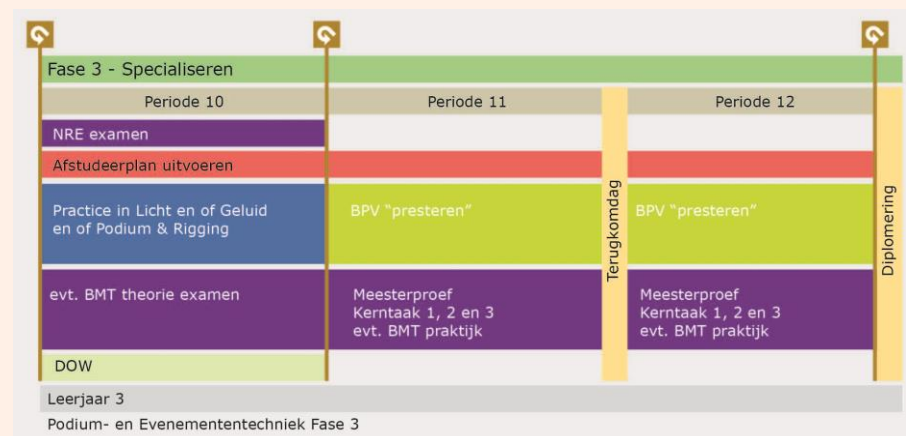 Fase 3 - Specialiseren
Periode 10
Periode 11
Periode 12
NRE examen
Afstudeerplan uitvoeren
Practice in Licht en of Geluid
en of Podium & Rigging
BPV “presteren”
BPV “presteren”
evt. BMT theorie examen
Meesterproef
Kerntaak 1, 2 en 3
evt. BMT praktijk
Terugkomdag
Meesterproef
Kerntaak 1, 2 en 3
evt. BMT praktijk
Diplomering
DOW
Leerjaar 3
Podium- en Evenemententechniek Fase 3